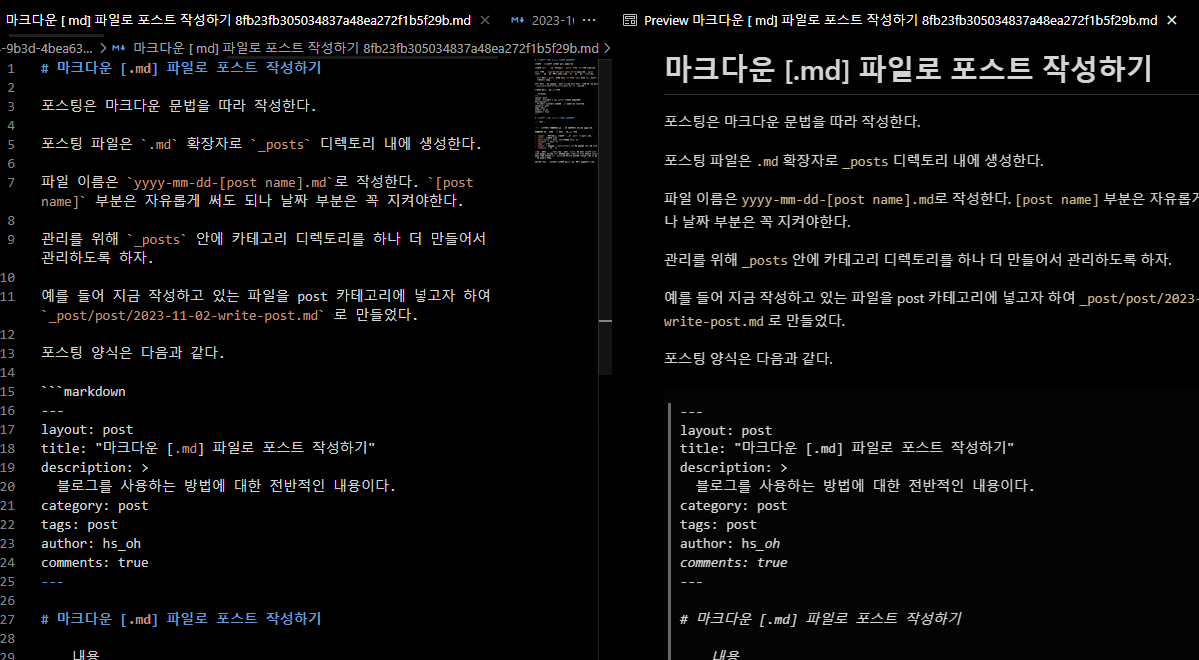 마크다운 [ md] 파일로 포스트 작성하기 8fb23fb305034837a48ea272f1b5f29b.md × 2023-1 ···
-9b3d-4bea63... > 마크다운 [ md] 파일로 포스트 작성하기 8fb23fb305034837a48ea272f1b5f29b.md >
1 # 마크다운 [.md] 파일로 포스트 작성하기
2
3 포스팅은 마크다운 문법을 따라 작성한다.
4
5 포스팅 파일은 `.md` 확장자로 `_posts` 디렉토리 내에 생성한다.
6
7 파일 이름은 `yyyy-mm-dd-[post name].md`로 작성한다. `[post
name]` 부분은 자유롭게 써도 되나 날짜 부분은 꼭 지켜야한다.
8
9 관리를 위해 `_posts` 안에 카테고리 디렉토리를 하나 더 만들어서
관리하도록 하자.
10
11 예를 들어 지금 작성하고 있는 파일을 post 카테고리에 넣고자 하여
`_post/post/2023-11-02-write-post.md` 로 만들었다.
12
13 포스팅 양식은 다음과 같다.
14
15 ```markdown
16 ---
17 layout: post
18 title: "마크다운 [.md] 파일로 포스트 작성하기"
19 description: >
20 블로그를 사용하는 방법에 대한 전반적인 내용이다.
21 category: post
22 tags: post
23 author: hs_oh
24 comments: true
25 ---
26
27 # 마크다운 [.md] 파일로 포스트 작성하기
28
29 내용
Preview 마크다운 [ md] 파일로 포스트 작성하기 8fb23fb305034837a48ea272f1b5f29b.md ×
마크다운 [.md] 파일로 포스트 작성하기
포스팅은 마크다운 문법을 따라 작성한다.
포스팅 파일은 .md 확장자로 _posts 디렉토리 내에 생성한다.
파일 이름은 yyyy-mm-dd-[post name].md로 작성한다. [post name] 부분은 자유롭게
나 날짜 부분은 꼭 지켜야한다.
관리를 위해 _posts 안에 카테고리 디렉토리를 하나 더 만들어서 관리하도록 하자.
예를 들어 지금 작성하고 있는 파일을 post 카테고리에 넣고자 하여 _post/post/2023-
write-post.md 로 만들었다.
포스팅 양식은 다음과 같다.
---
layout: post
title: "마크다운 [.md] 파일로 포스트 작성하기"
description: >
블로그를 사용하는 방법에 대한 전반적인 내용이다.
category: post
tags: post
author: hs_oh
comments: true
---
# 마크다운 [.md] 파일로 포스트 작성하기
내용